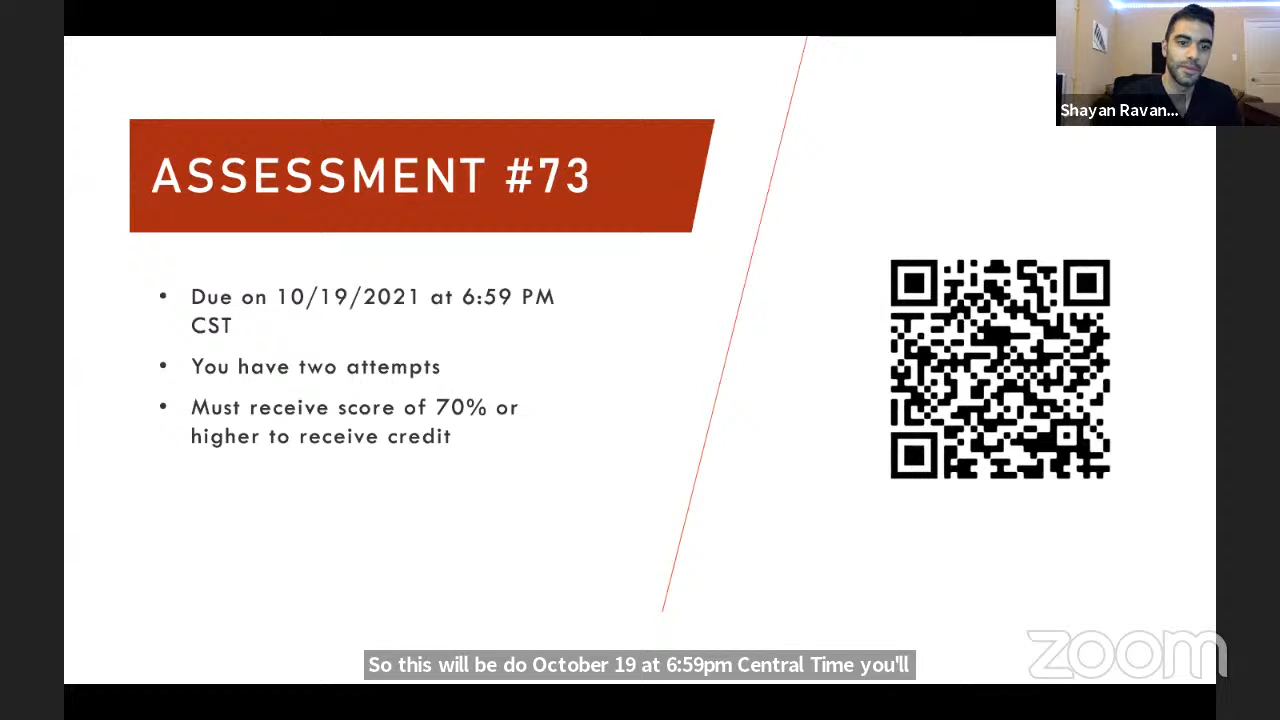 Shayan Ravan...
ASSESSMENT #73
• Due on 10/19/2021 at 6:59 PM
CST
• You have two attempts
• Must receive score of 70% or
higher to receive credit
zoom
So this will be do October 19 at 6:59pm Central Time you'll